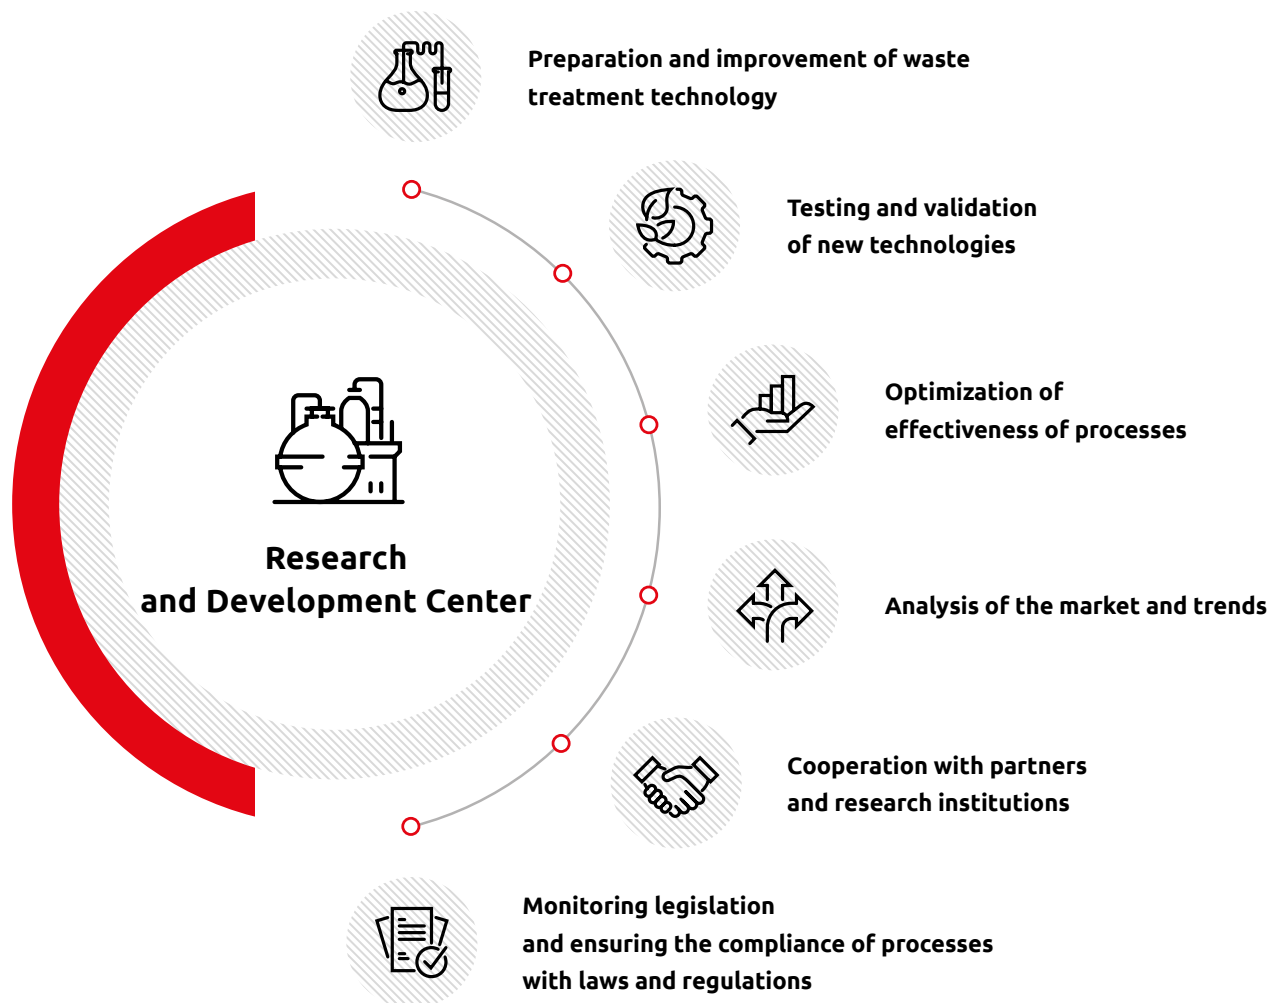 Preparation and improvement of waste
treatment technology
Testing and validation
of new technologies
Optimization of
effectiveness of processes
Research
and Development Center
Analysis of the market and trends
Cooperation with partners
and research institutions
Monitoring legislation
and ensuring the compliance of processes
with laws and regulations